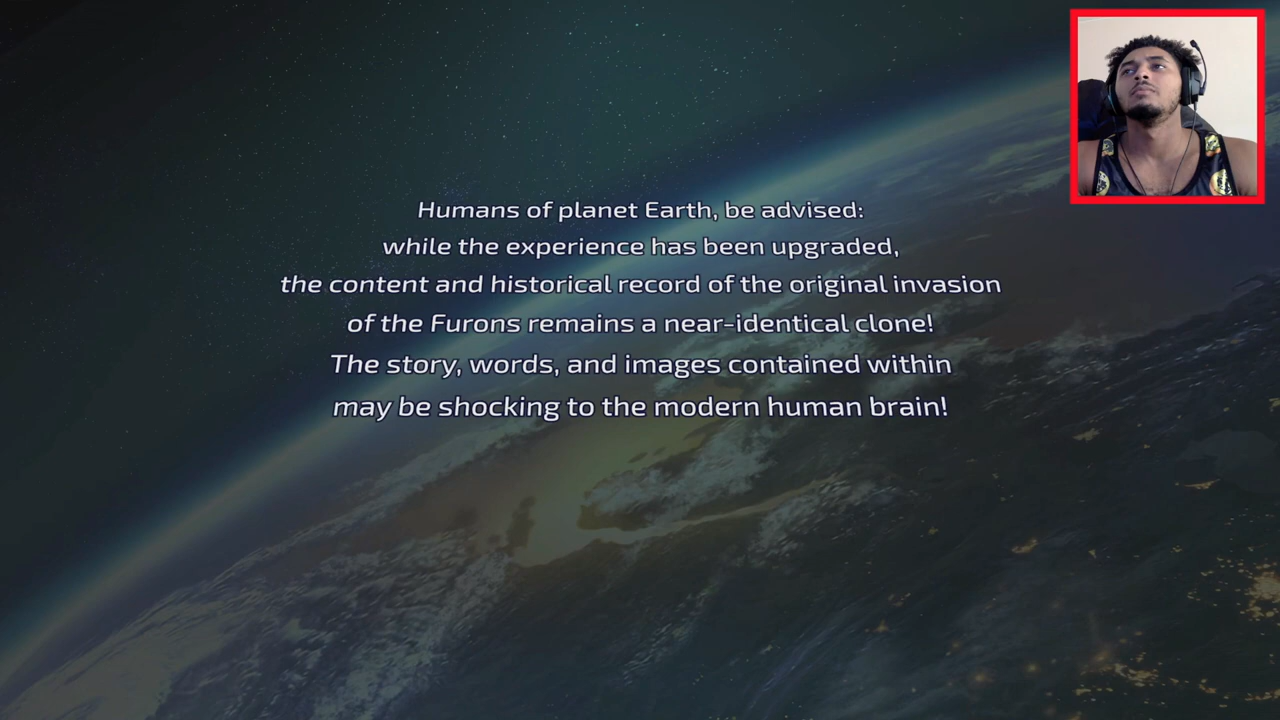 Humans of planet Earth, be advised:
while the experience has been upgraded,
the content and historical record of the original invasion
of the Furons remains a near-identical clone!
The story, words, and images contained within
may be shocking to the modern human brain!